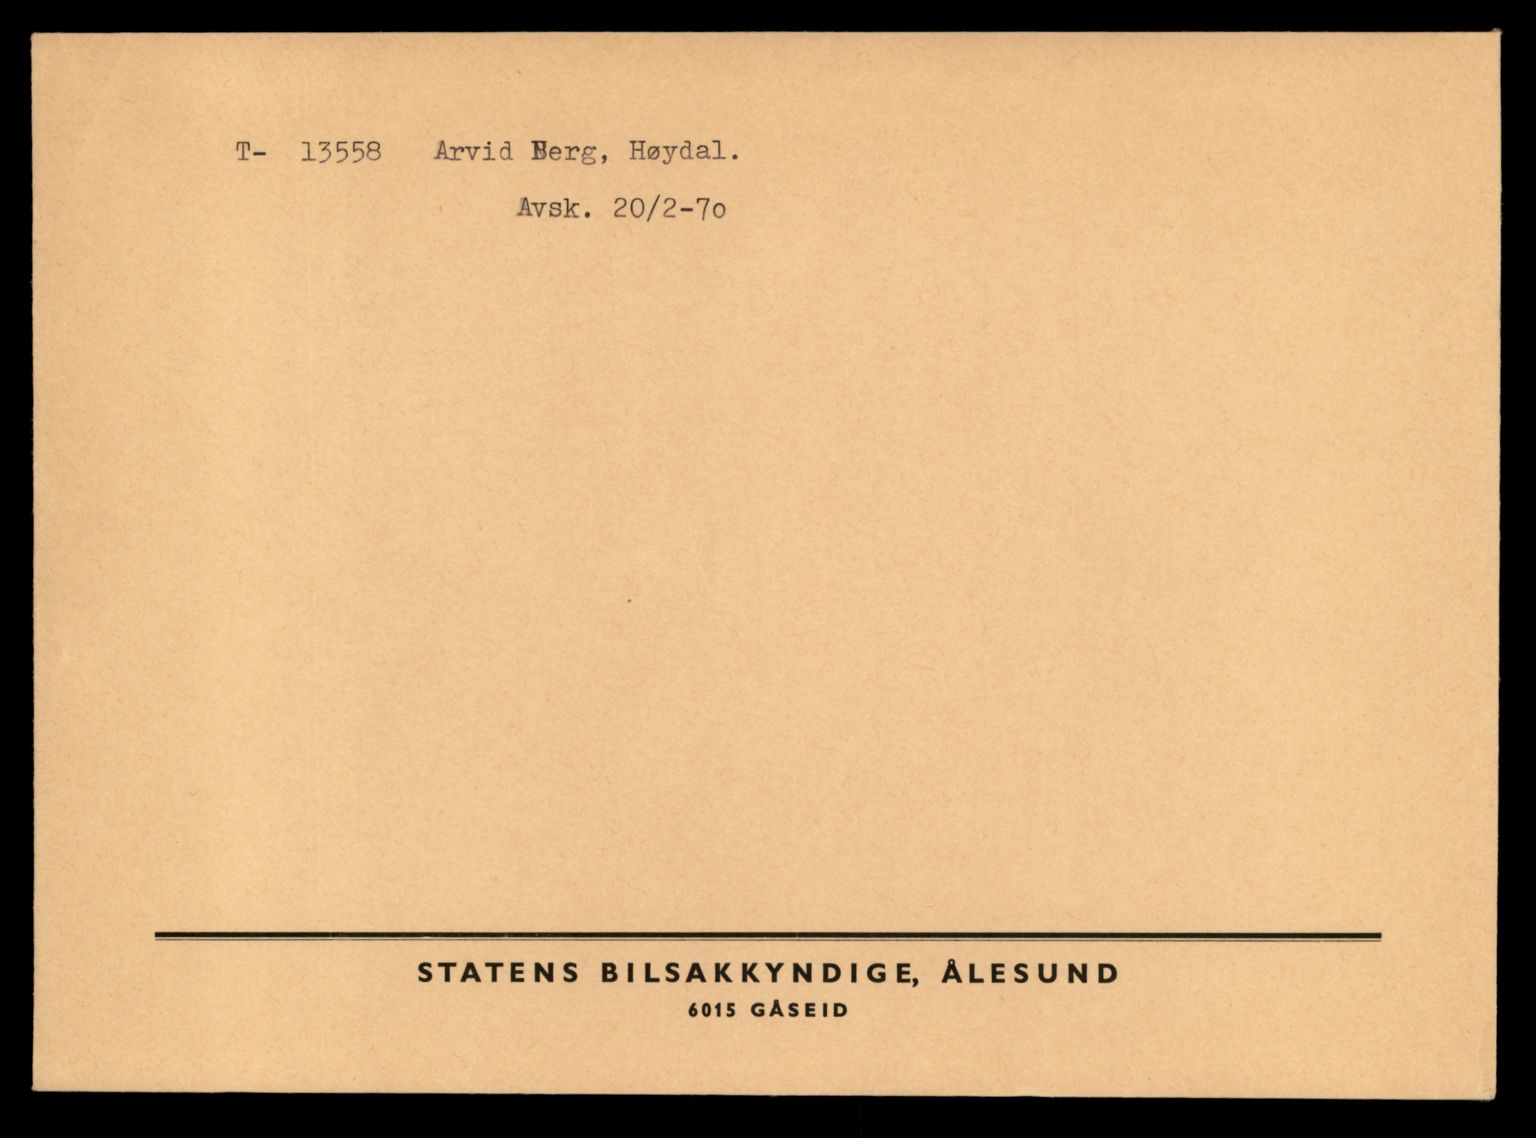 T- 13558 Arvid Berg, Høydal.
Avsk. 20/2-7o
STATENS BILSAKKYNDIGE, ÅLESUND
6015 GÅSEID